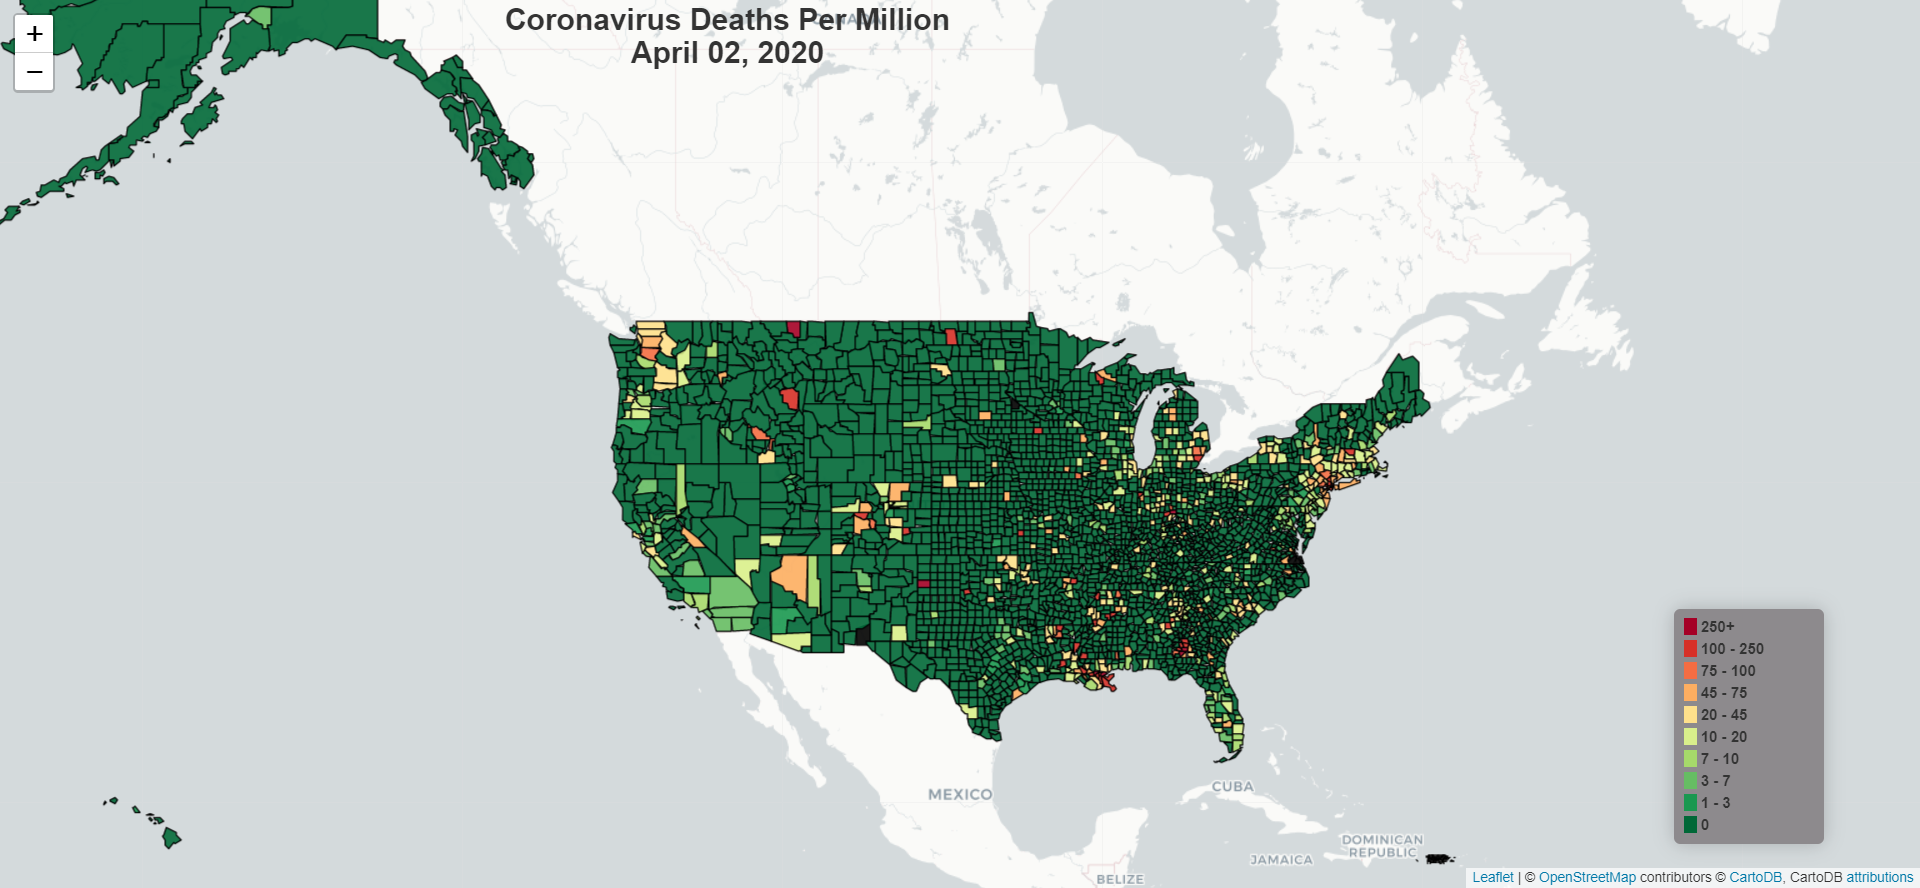 +
−
Coronavirus Deaths Per Million
April 02, 2020
CANADA
250+
100 - 250
75 - 100
45 - 75
20 - 45
10 - 20
7 - 10
3 - 7
1 - 3
0
MEXICO
CUBA
DOMINICAN
REPUBLIC
JAMAICA
BELIZE
Leaflet | © OpenStreetMap contributors © CartoDB, CartoDB attributions